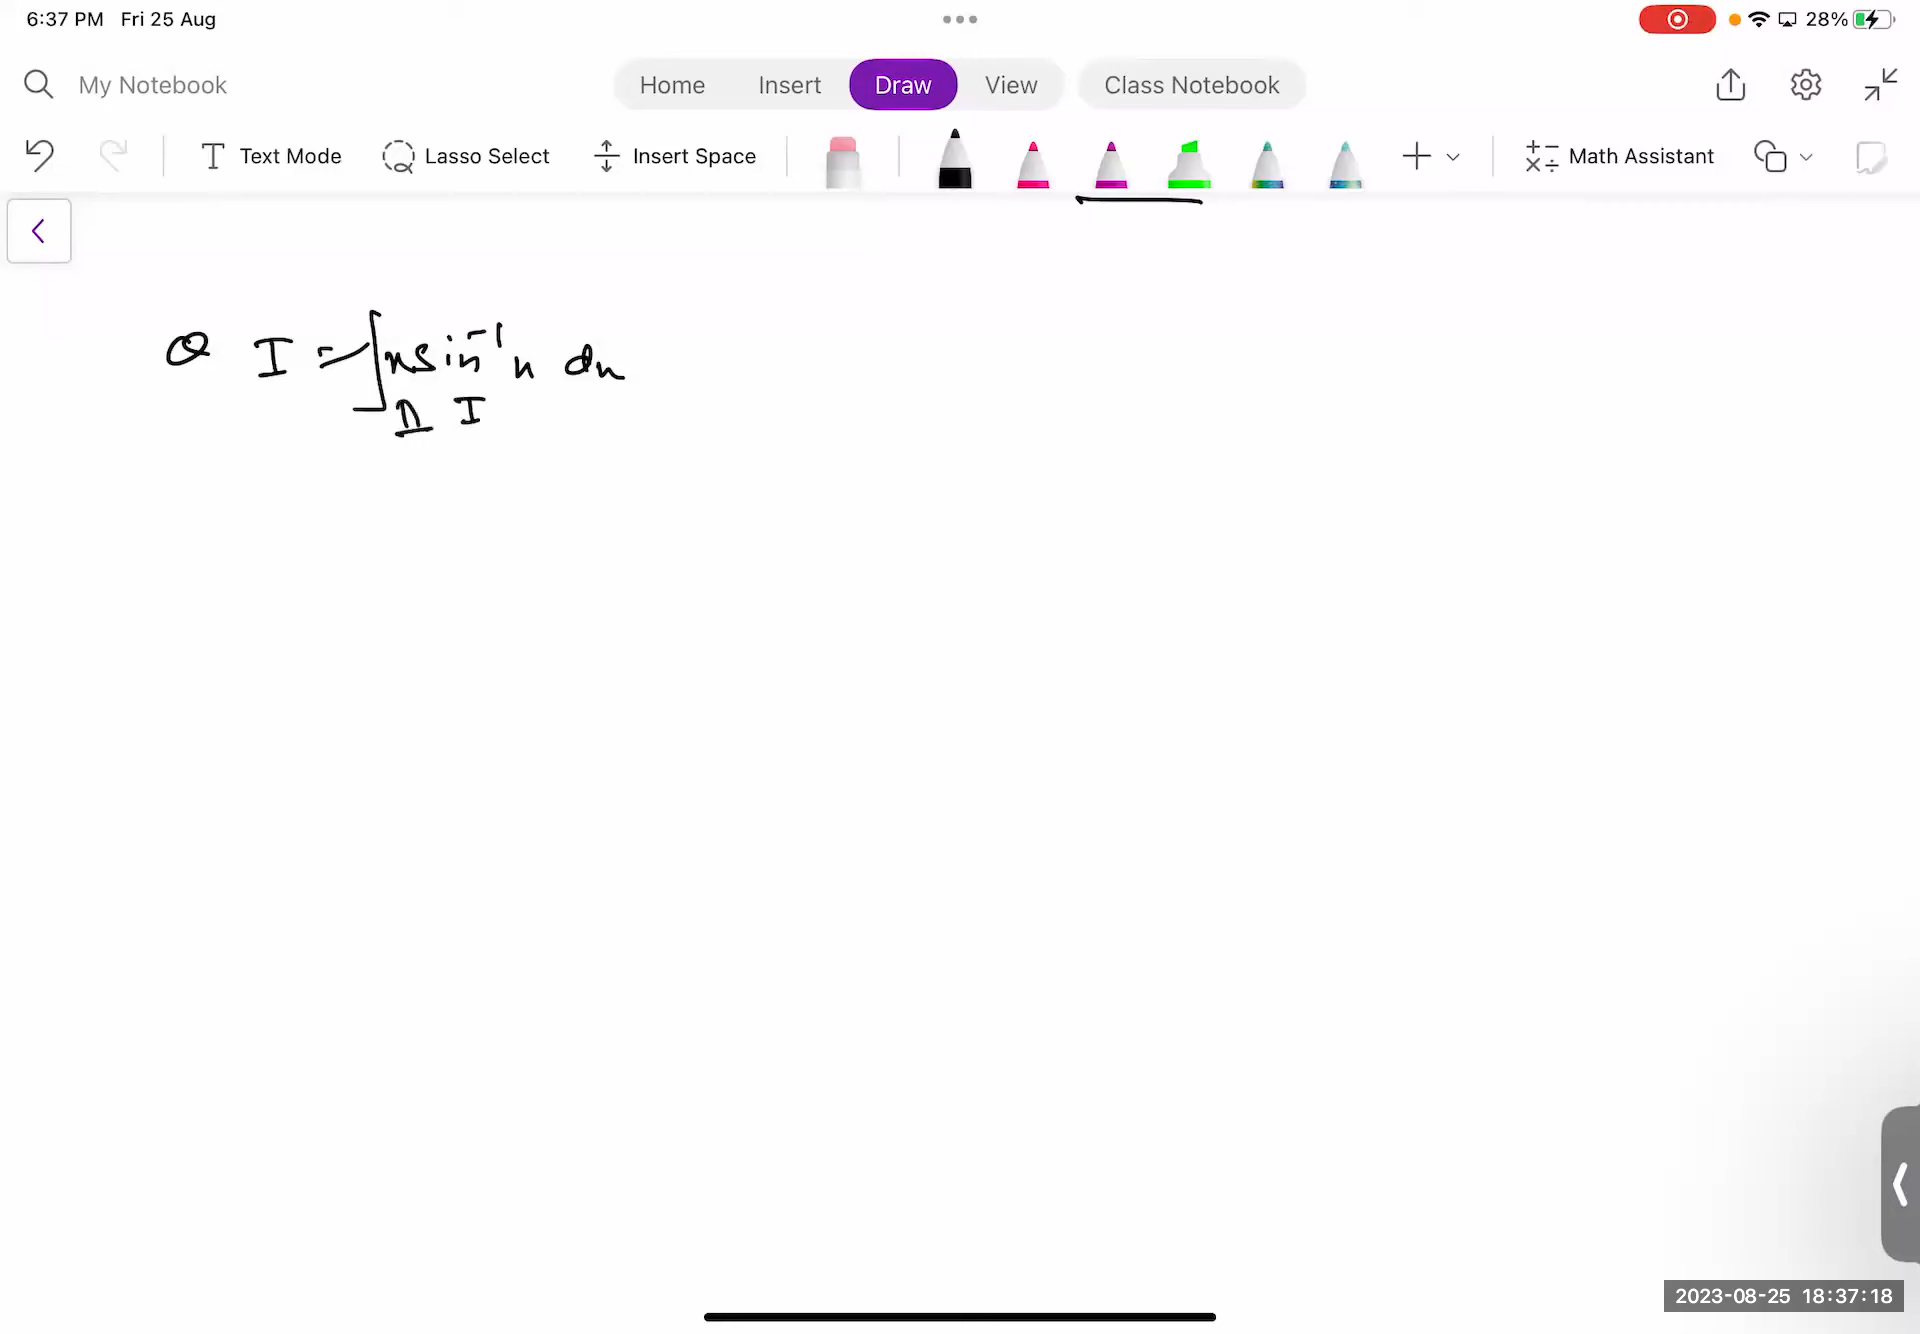 6:37 PM Fri 25 Aug
28%
My Notebook
Home Insert Draw View Class Notebook
Text Mode Lasso Select Insert Space Math Assistant
Q I = ∫ x sin⁻¹ x dx
II I
2023-08-25 18:37:18